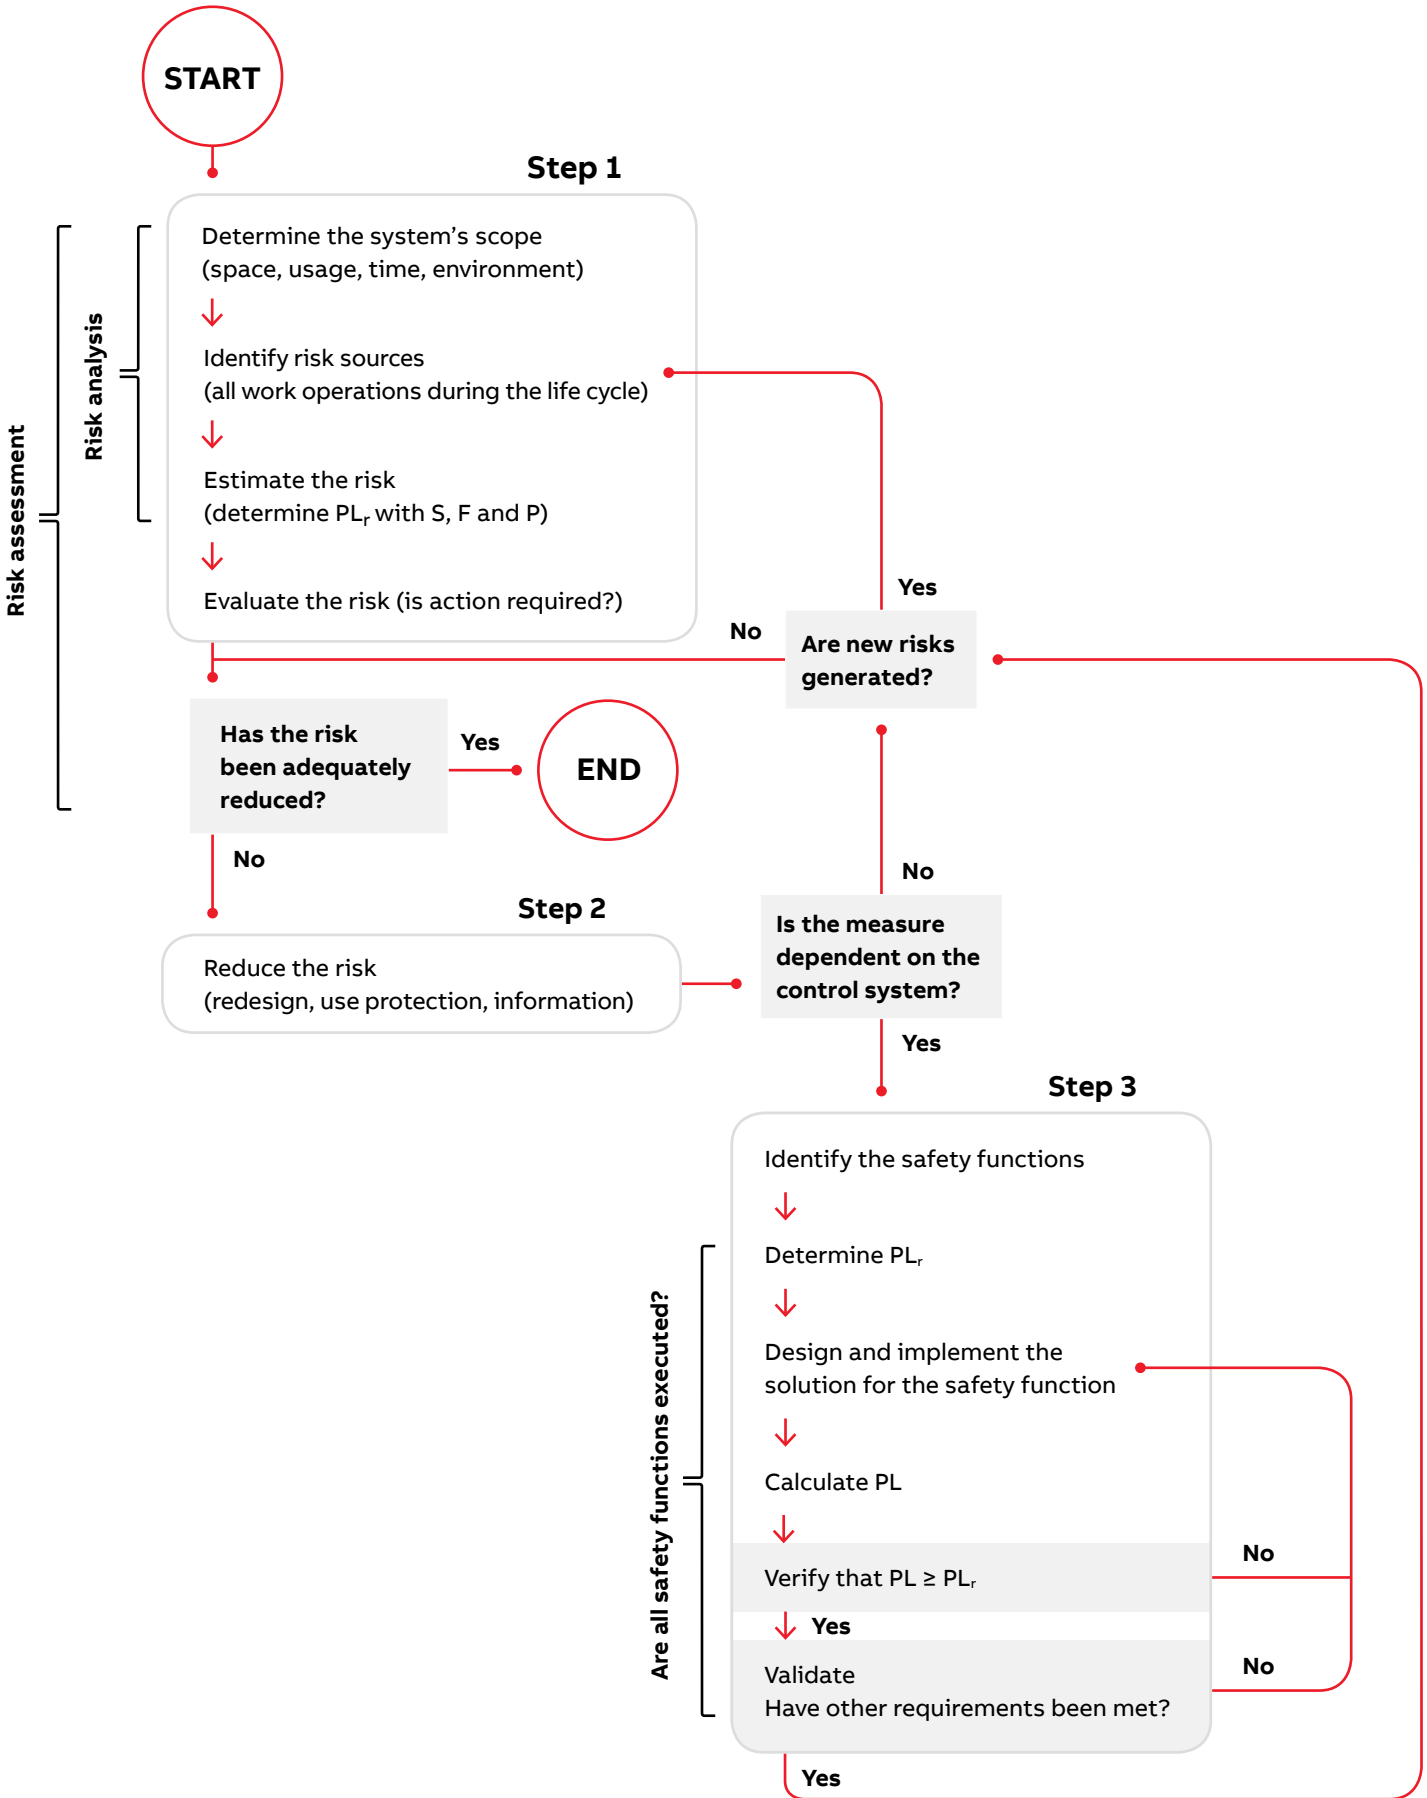 START
Step 1
Determine the system’s scope
(space, usage, time, environment)
Identify risk sources
(all work operations during the life cycle)
Estimate the risk
(determine PLr with S, F and P)
Evaluate the risk (is action required?)
Risk analysis
Risk assessment
Yes
No
Are new risks
generated?
Has the risk
been adequately
reduced?
Yes
END
No
Step 2
Reduce the risk
(redesign, use protection, information)
No
Is the measure
dependent on the
control system?
Yes
Step 3
Identify the safety functions
Determine PLr
Design and implement the
solution for the safety function
Calculate PL
Verify that PL ≥ PLr
No
Yes
Validate
Have other requirements been met?
No
Yes
Are all safety functions executed?